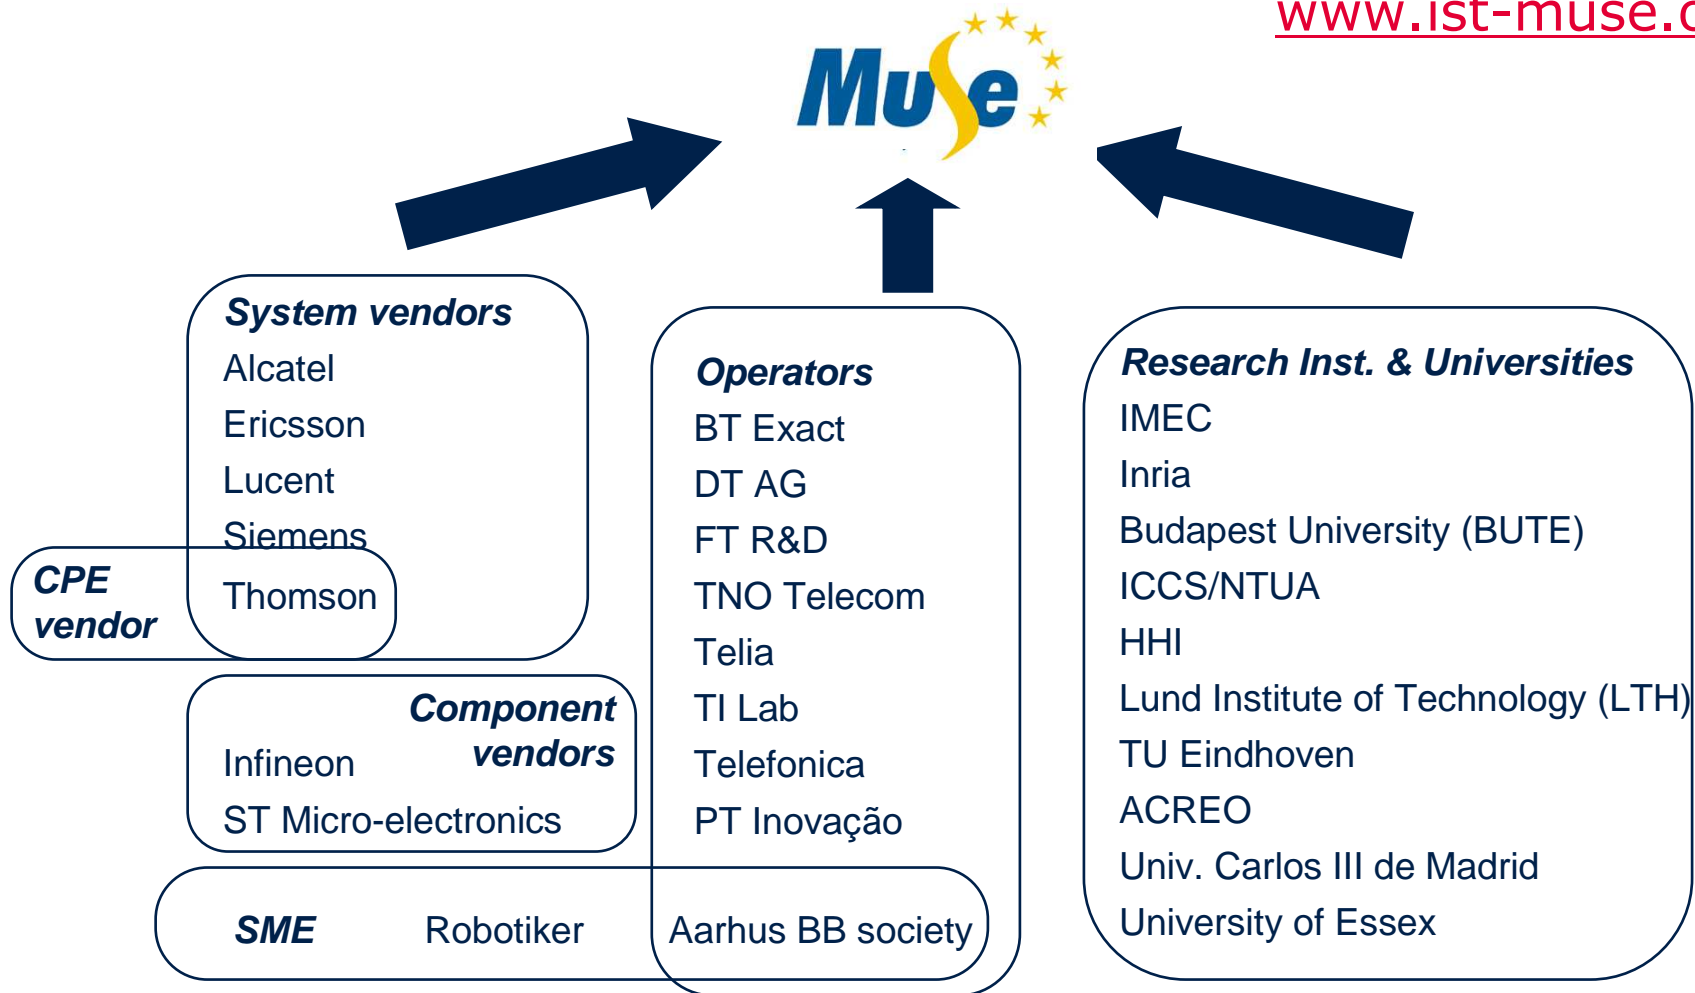 www.ist-muse.
Muse
System vendors
Alcatel
Ericsson
Lucent
Siemens
CPE
vendor
Thomson
Component
vendors
Infineon
ST Micro-electronics
SME
Robotiker
Aarhus BB society
Operators
BT Exact
DT AG
FT R&D
TNO Telecom
Telia
TI Lab
Telefonica
PT Inovação
Research Inst. & Universities
IMEC
Inria
Budapest University (BUTE)
ICCS/NTUA
HHI
Lund Institute of Technology (LTH)
TU Eindhoven
ACREO
Univ. Carlos III de Madrid
University of Essex